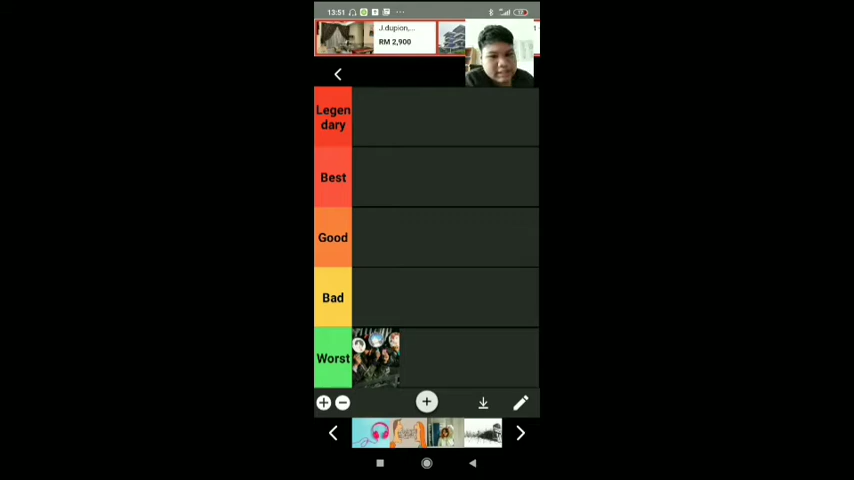 13:51
J.dupion,...
RM 2,900
Legen
dary
Best
Good
Bad
Worst